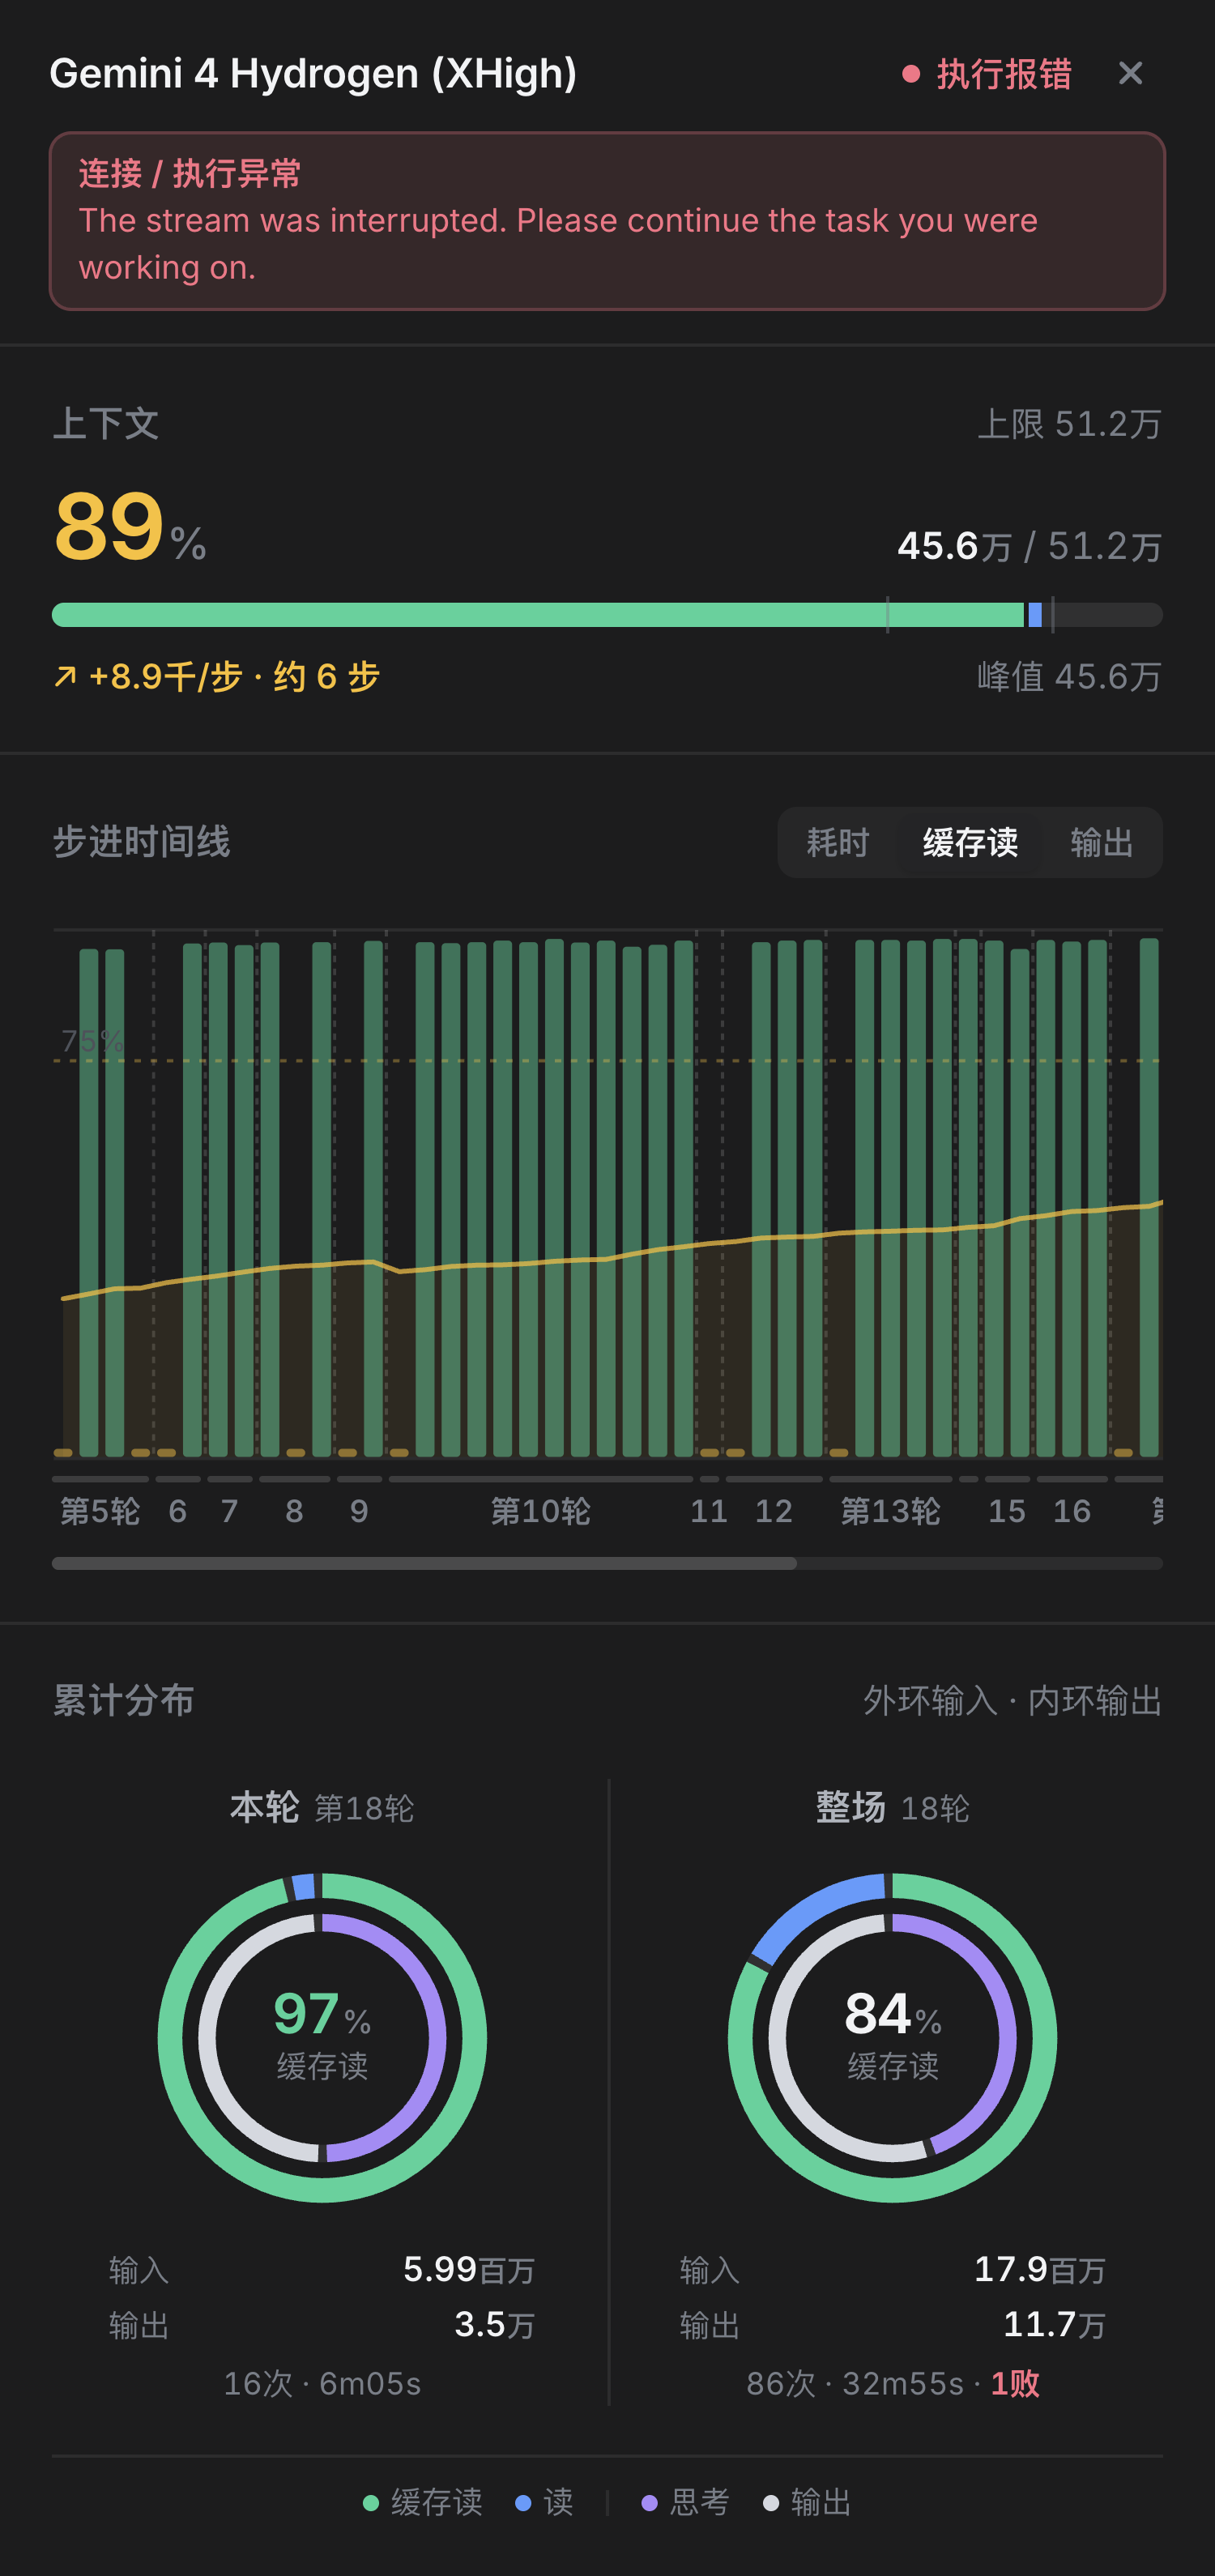 Gemini 4 Hydrogen (XHigh)
执行报错
连接 / 执行异常
The stream was interrupted. Please continue the task you were
working on.
上下文
上限 51.2万
89%
45.6万 / 51.2万
↗ +8.9千/步 · 约 6 步
峰值 45.6万
步进时间线
耗时 缓存读 输出
75%
第5轮 6 7 8 9 第10轮 11 12 第13轮 15 16
累计分布
外环输入 · 内环输出
本轮 第18轮
97%
缓存读
输入 5.99百万
输出 3.5万
16次 · 6m05s
整场 18轮
84%
缓存读
输入 17.9百万
输出 11.7万
86次 · 32m55s · 1败
缓存读 读 思考 输出